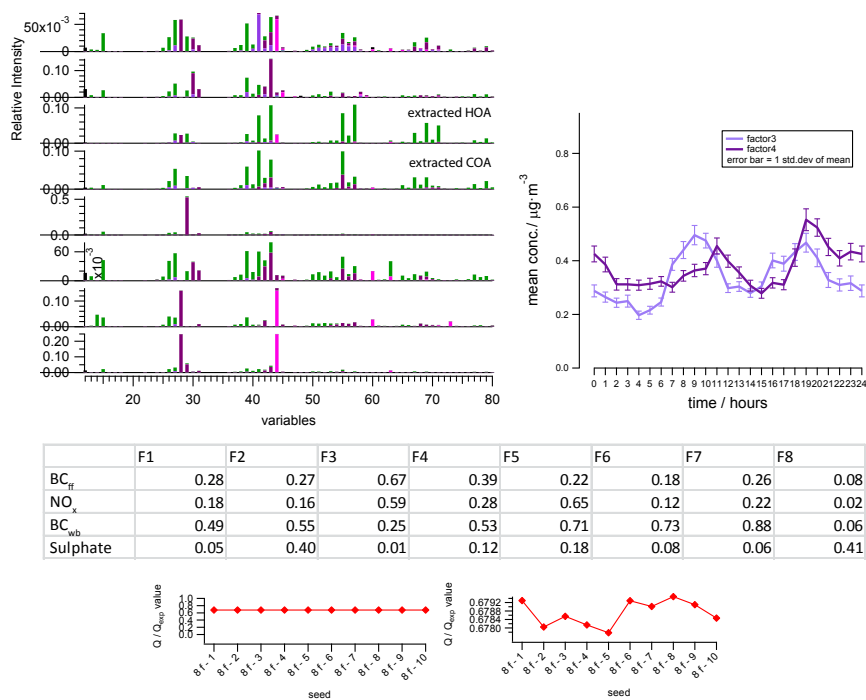 Relative Intensity
50x10-3
0
0.10
0.00
0.10
0.00
extracted HOA
0.10
0.00
extracted COA
0.5
0.0
60
0
x10-3
0.10
0.00
0.20
0.00
20 30 40 50 60 70 80
variables
mean conc./ μg·m-3
0.8
0.6
0.4
0.2
0.0
factor3
factor4
error bar = 1 std.dev of mean
0 1 2 3 4 5 6 7 8 9 10 11 12 13 14 15 16 17 18 19 20 21 22 23 24
time / hours
F1 F2 F3 F4 F5 F6 F7 F8
BCff 0.28 0.27 0.67 0.39 0.22 0.18 0.26 0.08
NOx 0.18 0.16 0.59 0.28 0.65 0.12 0.22 0.02
BCwb 0.49 0.55 0.25 0.53 0.71 0.73 0.88 0.06
Sulphate 0.05 0.40 0.01 0.12 0.18 0.08 0.06 0.41
Q / Qexp value
1.0
0.8
0.6
0.4
0.2
0.0
8 f - 1 8 f - 2 8 f - 3 8 f - 4 8 f - 5 8 f - 6 8 f - 7 8 f - 8 8 f - 9 8 f - 10
seed
Q / Qexp value
0.6792
0.6788
0.6784
0.6780
8 f - 1 8 f - 2 8 f - 3 8 f - 4 8 f - 5 8 f - 6 8 f - 7 8 f - 8 8 f - 9 8 f - 10
seed